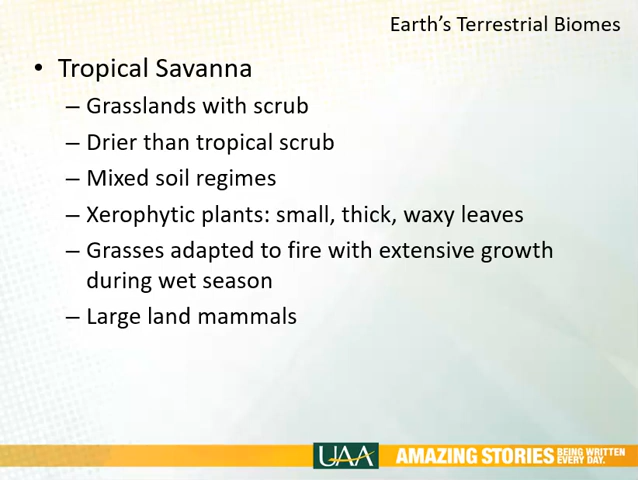 Earth's Terrestrial Biomes
• Tropical Savanna
– Grasslands with scrub
– Drier than tropical scrub
– Mixed soil regimes
– Xerophytic plants: small, thick, waxy leaves
– Grasses adapted to fire with extensive growth
during wet season
– Large land mammals
UAA AMAZING STORIES BEING WRITTEN
EVERY DAY.